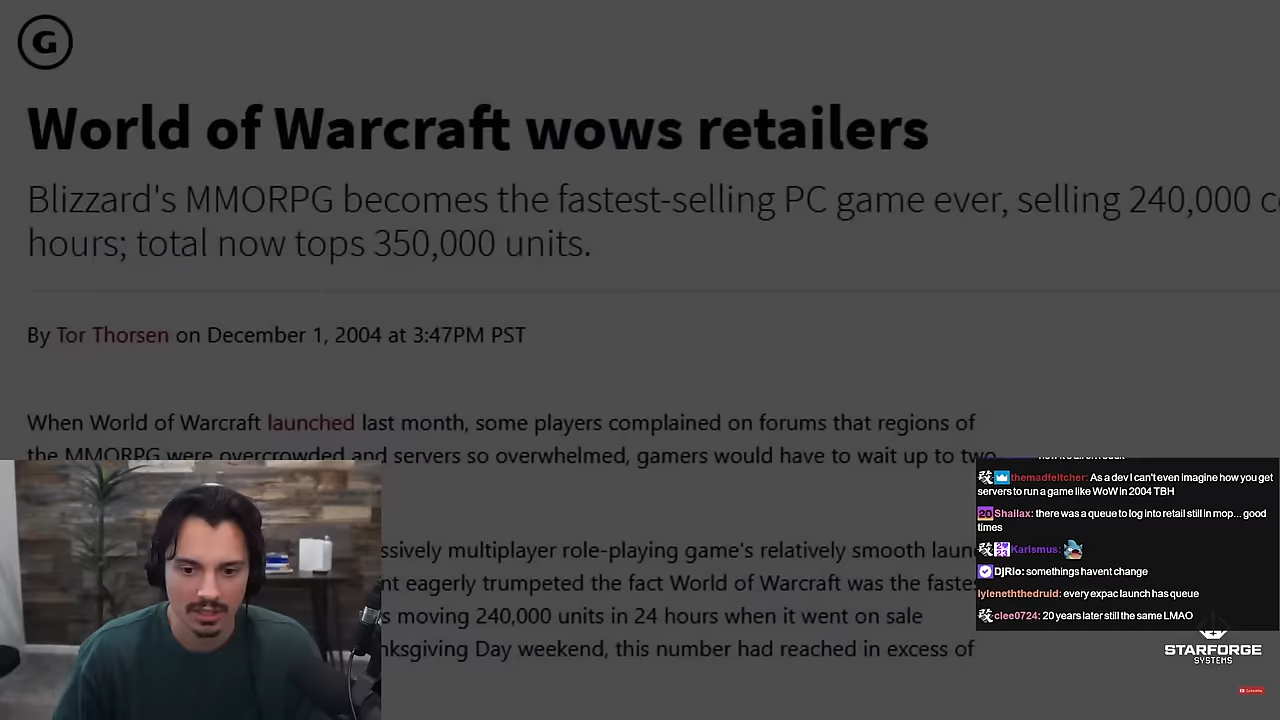 G
World of Warcraft wows retailers
Blizzard's MMORPG becomes the fastest-selling PC game ever, selling 240,000
hours; total now tops 350,000 units.
By Tor Thorsen on December 1, 2004 at 3:47PM PST
When World of Warcraft launched last month, some players complained on forums that regions of
the MMORPG were overcrowded and servers so overwhelmed, gamers would have to wait up to two
ssively multiplayer role-playing game's relatively smooth laun
nt eagerly trumpeted the fact World of Warcraft was the fastes
s moving 240,000 units in 24 hours when it went on sale
nksgiving Day weekend, this number had reached in excess of
themadfeltcher: As a dev I can't even imagine how you get
servers to run a game like WoW in 2004 TBH
20 Shailax: there was a queue to log into retail still in mop... good
times
Karismus:
DjRio: somethings havent change
lyleneththedruid: every expac launch has queue
clee0724: 20 years later still the same LMAO
STARFORGE
SYSTEMS
Subscribe